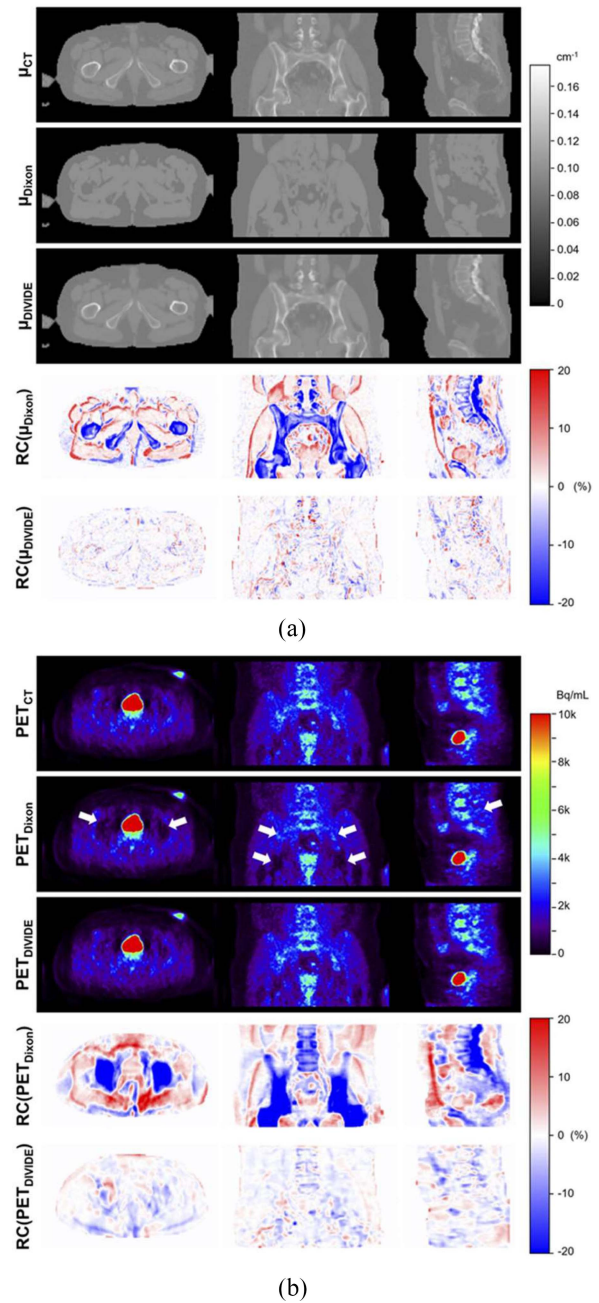 μCT
cm-1
0.16
0.14
0.12
0.10
0.08
0.06
0.04
0.02
0
μDixon
μDIVIDE
RC(μDixon)
RC(μDIVIDE)
20
10
0 (%)
-10
-20
(a)
PETCT
Bq/mL
10k
8k
6k
4k
2k
0
PETDixon
PETDIVIDE
RC(PETDixon)
RC(PETDIVIDE)
20
10
0 (%)
-10
-20
(b)